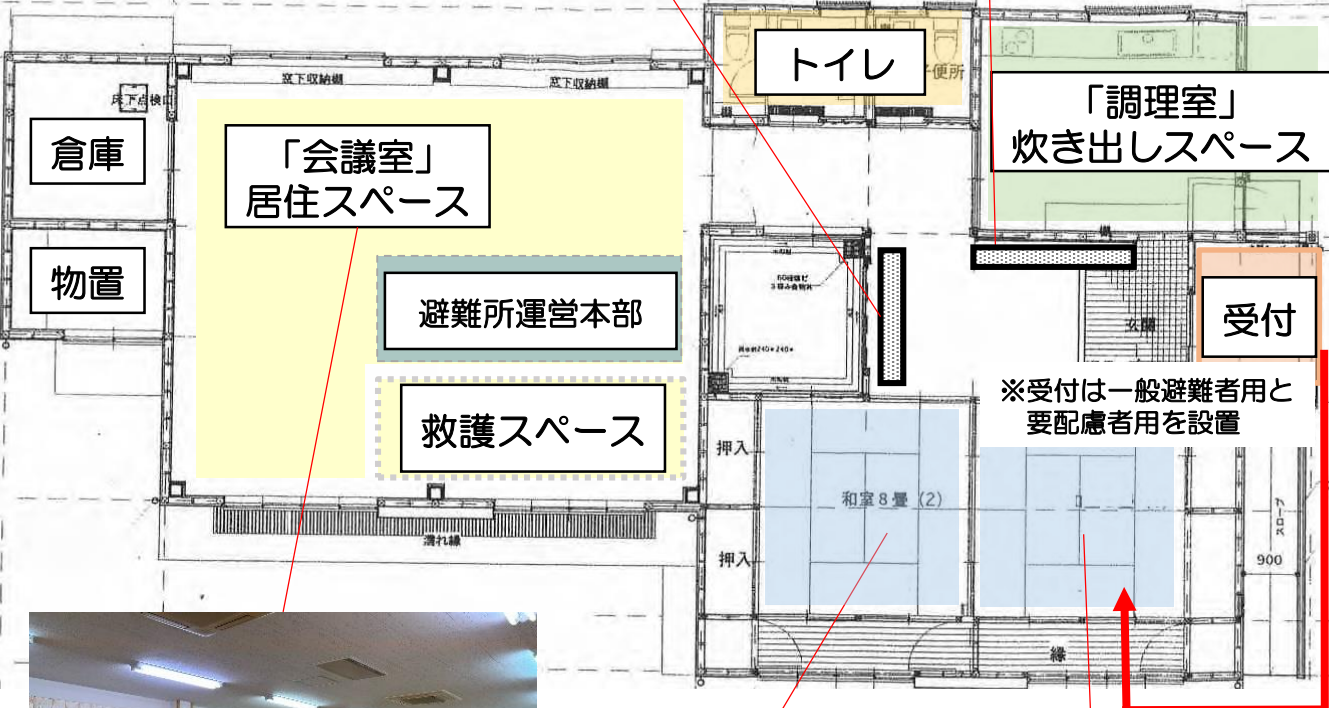 トイレ
子便所
「調理室」
炊き出しスペース
窓下収納棚
窓下収納棚
床下点検口
倉庫
「会議室」
居住スペース
物置
避難所運営本部
救護スペース
玄関
受付
※受付は一般避難者用と
要配慮者用を設置
押入
和室8畳(2)
押入
濡れ縁
スロープ
900
縁